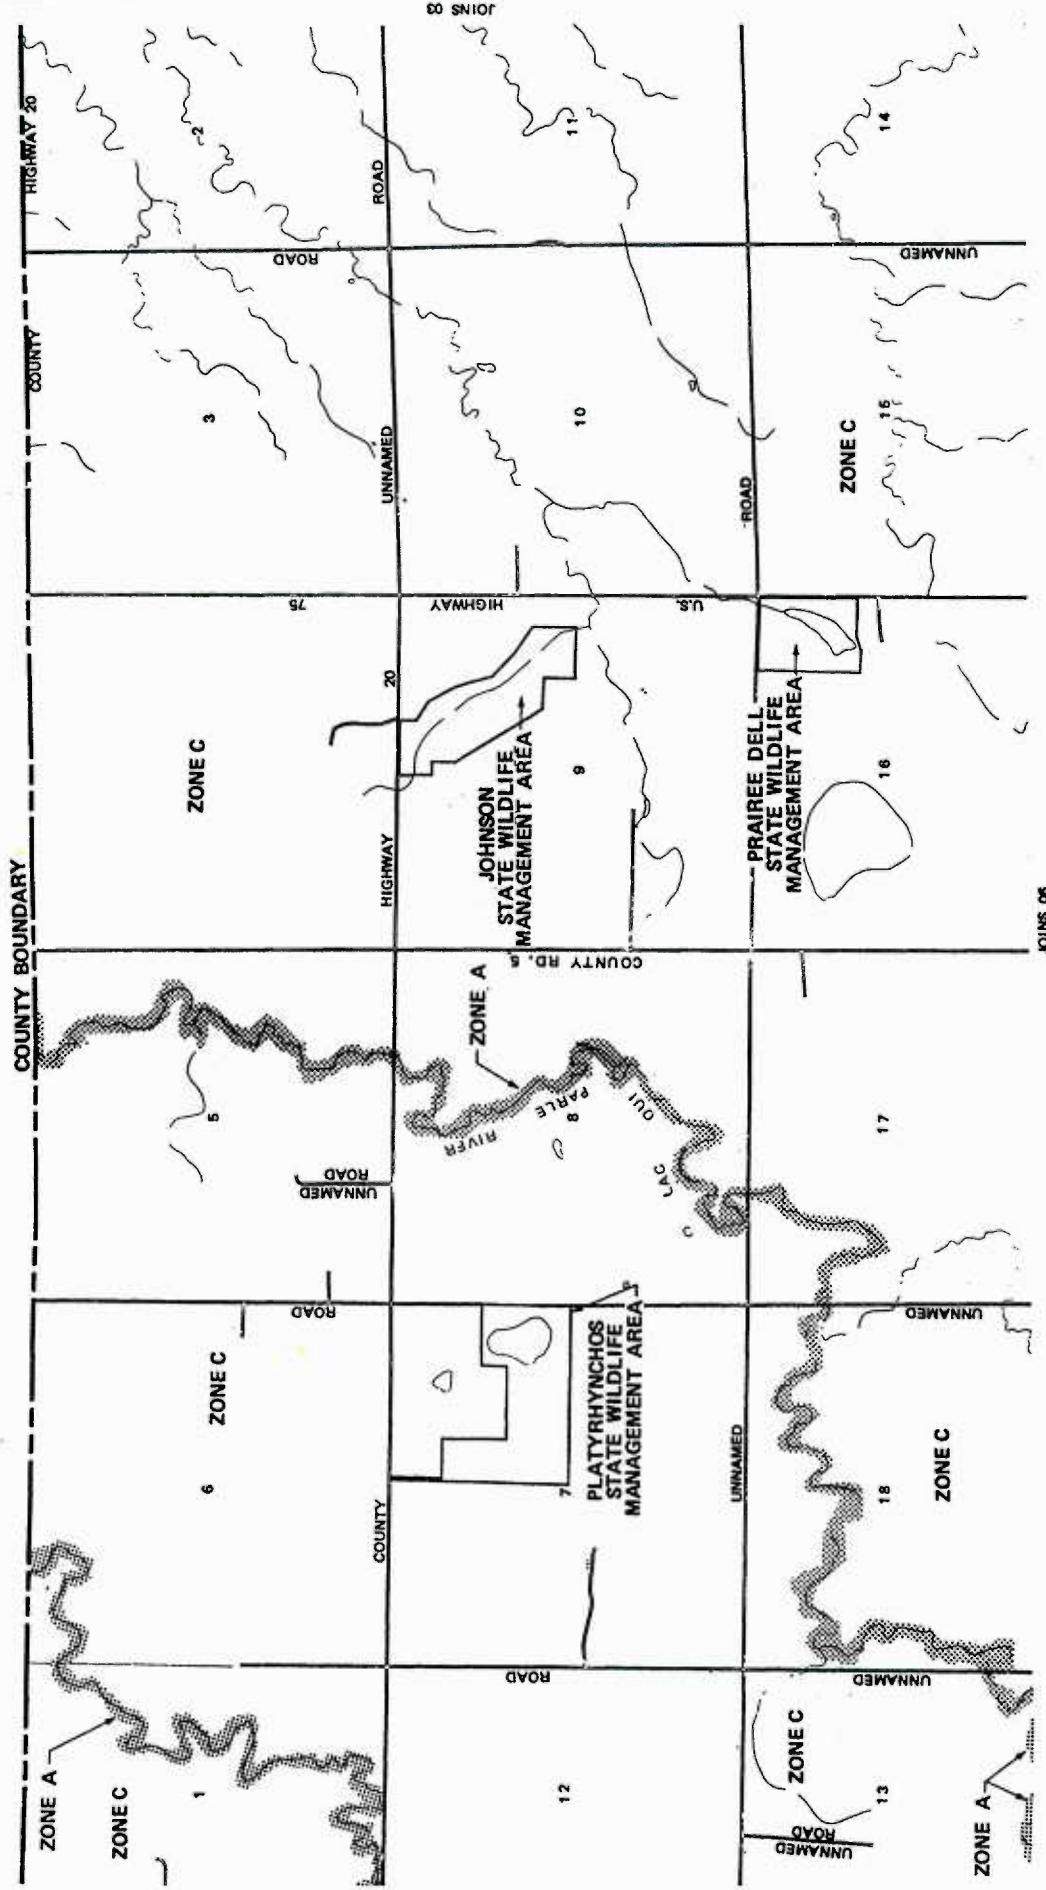 COUNTY BOUNDARY
COUNTY
HIGHWAY 20
ZONE A
ZONE C
1
6
ZONE C
ROAD
5
UNNAMED
ROAD
ZONE C
75
3
ROAD
2
COUNTY
HIGHWAY
20
UNNAMED
ROAD
12
ROAD
7
PLATYRHYNCHOS
STATE WILDLIFE
MANAGEMENT AREA
LAC
QUI
PARLE
RIVER
8
ZONE A
COUNTY RD. 5
JOHNSON
STATE WILDLIFE
MANAGEMENT AREA
9
U.S.
HIGHWAY
10
11
JOINS 03
UNNAMED
ROAD
UNNAMED
ROAD
13
ZONE C
ZONE A
UNNAMED
18
ZONE C
UNNAMED
17
PRAIREE DELL
STATE WILDLIFE
MANAGEMENT AREA
16
ZONE C
15
UNNAMED
14
JOINS 06